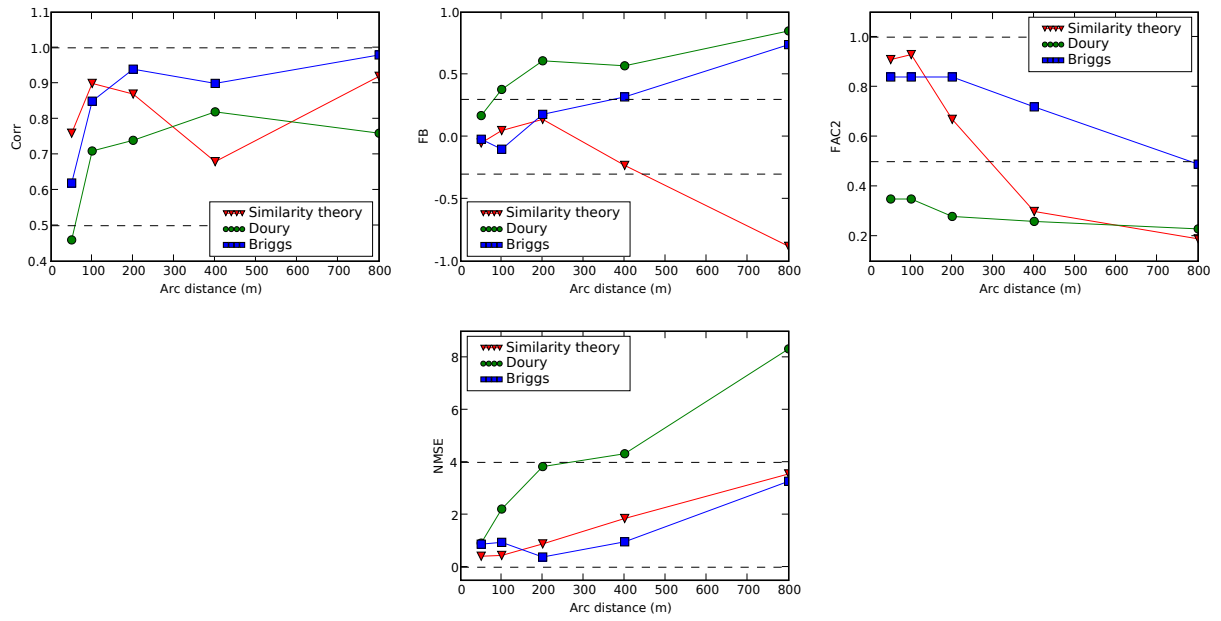 1.1
1.0
0.9
0.8
0.7
0.6
0.5
0.4
Corr
Similarity theory
Doury
Briggs
0 100 200 300 400 500 600 700 800
Arc distance (m)
1.0
0.5
0.0
-0.5
-1.0
FB
Similarity theory
Doury
Briggs
0 100 200 300 400 500 600 700 800
Arc distance (m)
1.0
0.8
0.6
0.4
0.2
FAC2
Similarity theory
Doury
Briggs
0 100 200 300 400 500 600 700 800
Arc distance (m)
8
6
4
2
0
NMSE
Similarity theory
Doury
Briggs
0 100 200 300 400 500 600 700 800
Arc distance (m)